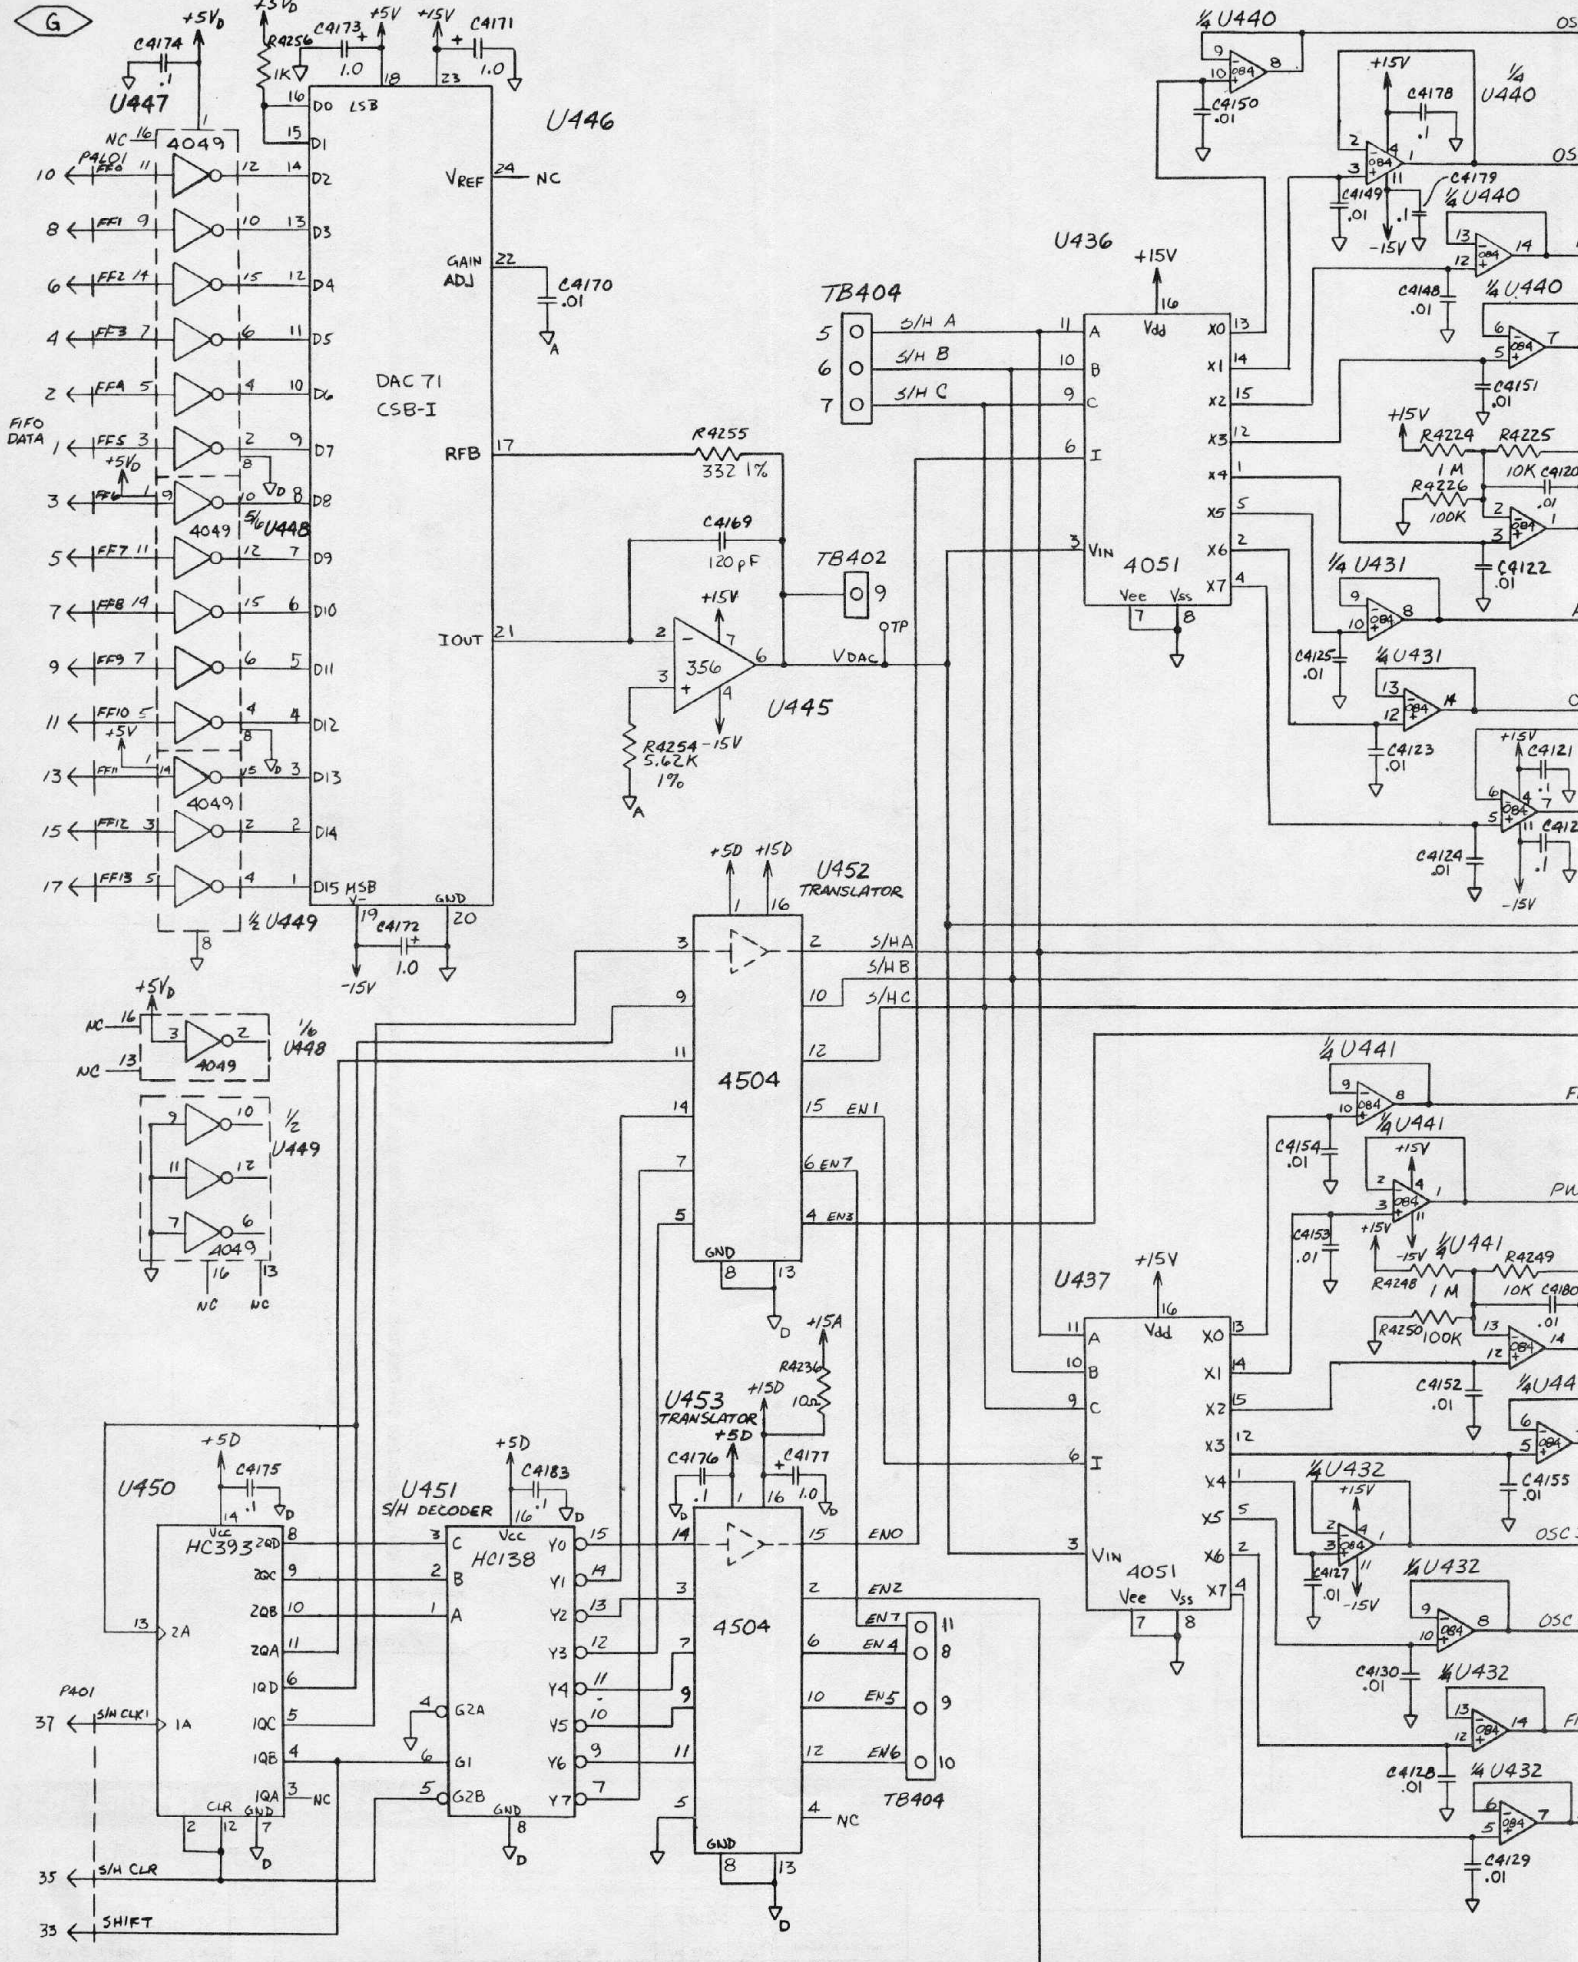 G
+5VD
C4174
.1
U447
+5VD
R4256
1K
C4173
+
1.0
+5V
+15V
C4171
+
1.0
18
23
U446
NC 16
1
4049
P4L01
10 FF0 11 12 14 D2
16 D0 LSB
15 D1
8 FF1 9 10 13 D3
6 FF2 14 15 12 D4
4 FF3 7 6 11 D5
2 FF4 5 4 10 D6
FIFO DATA
1 FF5 3 2 9 D7
+5VD
8
D
3 FF6 1 9 10 8 D8
5/6 U448
4049
5 FF7 11 12 7 D9
7 FF8 14 15 6 D10
9 FF9 7 6 5 D11
11 FF10 5 4 4 D12
+5V
1
8
D
13 FF11 14 15 3 D13
4049
15 FF12 3 2 2 D14
17 FF13 5 4 1 D15 MSB
8
1/2 U449
VREF 24 NC
GAIN ADJ 22
C4170
.01
A
DAC 71
CSB-I
RFB 17
IOUT 21
V-
19
GND
20
C4172
+
1.0
-15V
R4255
332 1%
C4169
120 pF
TB402
9
+15V
7
2 -
3 +
356
6
4
-15V
U445
VDAC
TP
R4254
5.62K
1%
A
TB404
5 S/H A
6 S/H B
7 S/H C
U436
+15V
16
Vdd
11 A
10 B
9 C
6 I
3 VIN
4051
Vee
7
Vss
8
X0 13
X1 14
X2 15
X3 12
X4 1
X5 5
X6 2
X7 4
1/4 U440
9 -
10 +
084
8
OS
C4150
.01
+15V
C4178
.1
1/4 U440
2 -
3 +
084
4
1
11
OS
C4149
.01
C4179
.1
-15V
1/4 U440
13 -
12 +
084
14
C4148
.01
1/4 U440
6 -
5 +
084
7
C4151
.01
+15V
R4224
1 M
R4225
10K
C4120
.01
R4226
100K
2 -
3 +
084
1
C4122
.01
1/4 U431
9 -
10 +
084
8
A
C4125
.01
1/4 U431
13 -
12 +
084
14
C4123
.01
+15V
C4121
.1
6 -
5 +
084
4
7
11
C412
.1
C4124
.01
-15V
+5D +15D
1 16
U452
TRANSLATOR
3
2 S/HA
9
S/HB
10
S/HC
11
12
4504
14
15 EN1
7
6 EN7
5
4 EN3
GND
8
13
D
+5VD
NC 16
3 2
NC 13
4049
1/6 U448
9 10
11 12
7 6
4049
1/2 U449
16
13
NC
NC
1/4 U441
9 -
10 +
084
8
F
C4154
.01
1/4 U441
+15V
2 -
3 +
084
4
1
11
PW
C4153
.01
+15V
-15V
1/4 U441
R4248
1 M
R4249
10K
C4180
.01
R4250
100K
13 -
12 +
084
14
C4152
.01
1/4 U44
6 -
5 +
084
C4155
.01
U437
+15V
16
Vdd
11 A
10 B
9 C
6 I
3 VIN
4051
Vee
7
Vss
8
X0 13
X1 14
X2 15
X3 12
X4 1
X5 5
X6 2
X7 4
1/4 U432
+15V
2 -
3 +
084
4
1
11
OSC
C4127
.01
-15V
1/4 U432
9 -
10 +
084
8
OSC
C4130
.01
1/4 U432
13 -
12 +
084
14
C4128
.01
1/4 U432
6 -
5 +
084
7
C4129
.01
+15A
R4236
10Ω
U453
TRANSLATOR
+5D
+15D
C4176
.1
D
C4177
+
1.0
D
1 16
14
15 EN0
3
2 EN2
4504
7
6 EN4
9
10 EN5
11
12 EN6
5
4 NC
GND
8
13
D
EN7 11
8
9
10
TB404
U450
+5D
C4175
.1
D
14
Vcc
HC393
2QD 8
2QC 9
2QB 10
2QA 11
1QD 6
1QC 5
1QB 4
1QA 3 NC
13 2A
1A
CLR
GND
2 12 7
D
P401
37 S/H CLK1
35 S/H CLR
33 SHIFT
U451
S/H DECODER
+5D
C4183
.1
D
16
Vcc
HC138
3 C
2 B
1 A
4 G2A
6 G1
5 G2B
Y0 15
Y1 14
Y2 13
Y3 12
Y4 11
Y5 10
Y6 9
Y7 7
GND
8
D